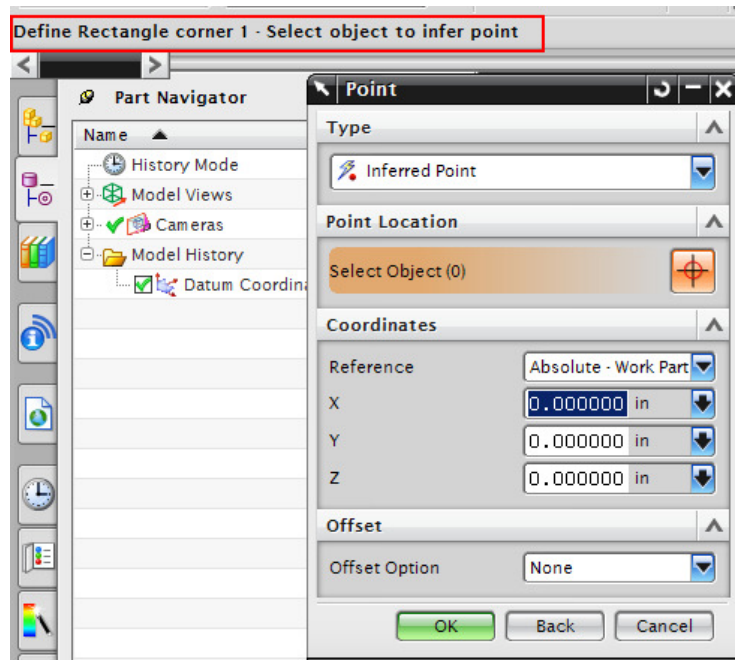 Define Rectangle corner 1 - Select object to infer point
Part Navigator
Name
History Mode
Model Views
Cameras
Model History
Datum Coordin
Point
Type
Inferred Point
Point Location
Select Object (0)
Coordinates
Reference
Absolute - Work Part
X
0.000000 in
Y
0.000000 in
Z
0.000000 in
Offset
Offset Option
None
OK
Back
Cancel